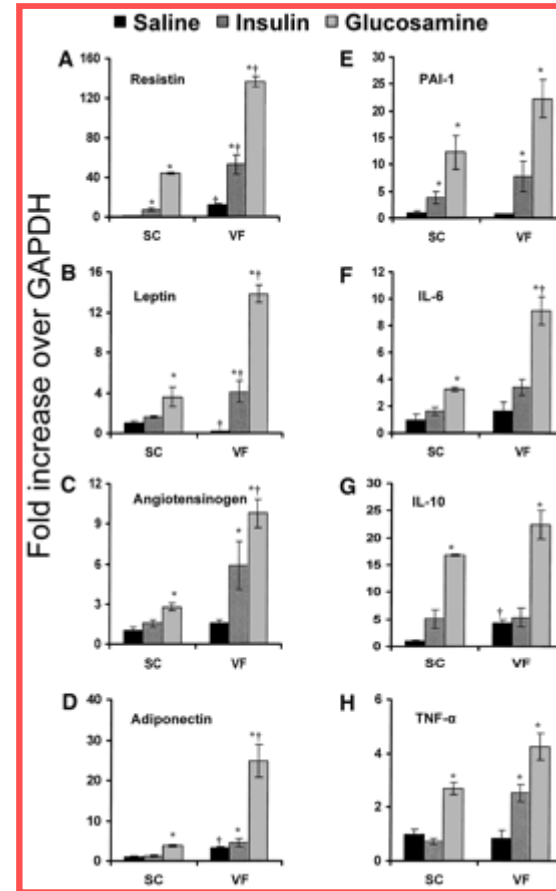 Saline Insulin Glucosamine
Fold increase over GAPDH
A
Resistin
160
120
80
40
0
*
*
†
*‡
*‡
SC VF
B
Leptin
16
12
8
4
0
*
†
*†
*†
SC VF
C
Angiotensinogen
12
9
6
3
0
*
*
*†
SC VF
D
Adiponectin
40
30
20
10
0
*
†
*
*†
SC VF
E
PAI-1
25
20
15
10
5
0
*
*
*
*
SC VF
F
IL-6
12
10
8
6
4
2
0
*
*†
SC VF
G
IL-10
25
20
15
10
5
0
*
†
*
SC VF
H
TNF-α
6
4
2
0
*
*
*
SC VF